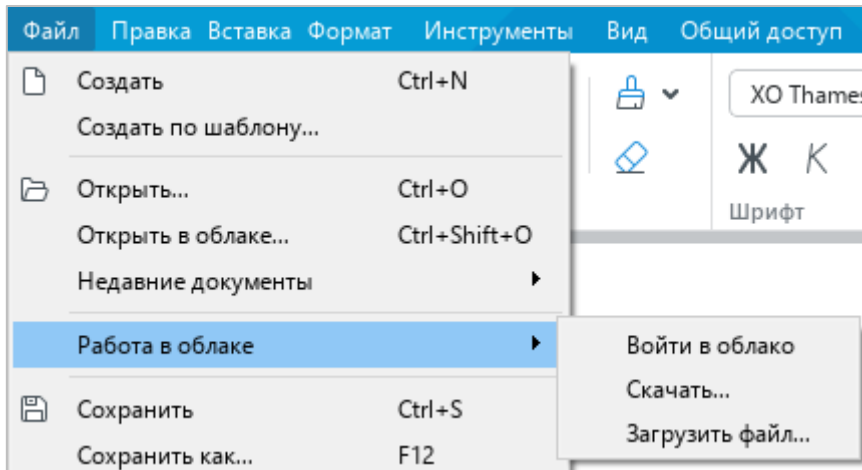 Файл Правка Вставка Формат Инструменты Вид Общий доступ
Создать Ctrl+N
Создать по шаблону...
Открыть... Ctrl+O
Открыть в облаке... Ctrl+Shift+O
Недавние документы
Работа в облаке
Сохранить Ctrl+S
Сохранить как... F12
Войти в облако
Скачать...
Загрузить файл...
XO Thames
Ж К
Шрифт